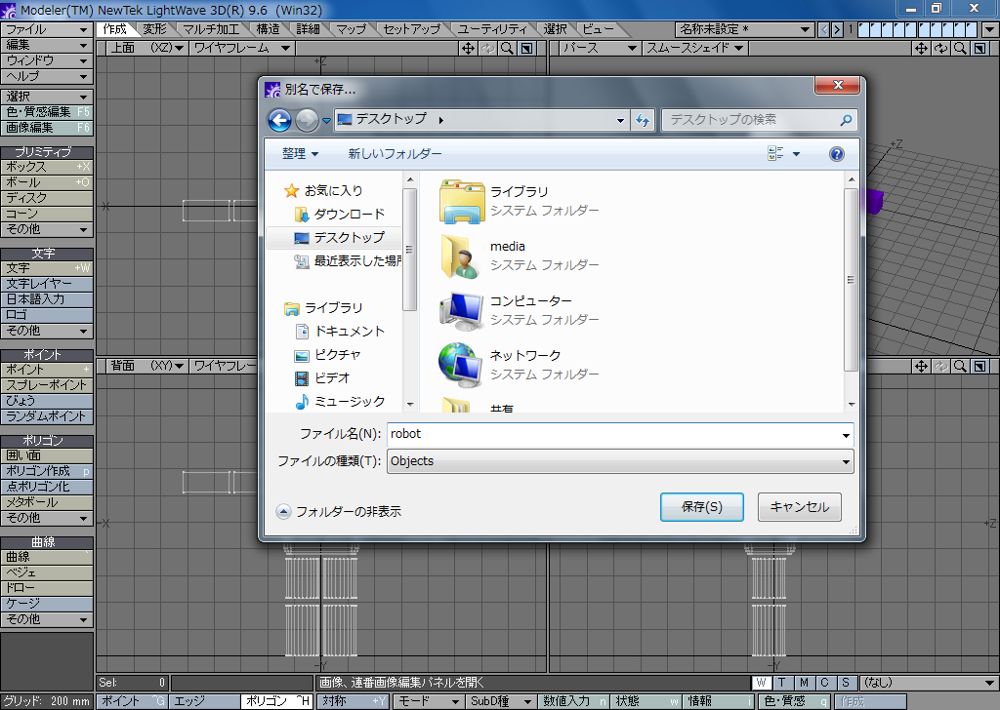 Modeler(TM) NewTek LightWave 3D(R) 9.6 (Win32)
ファイル
作成 変形 マルチ加工 構造 詳細 マップ セットアップ ユーティリティ 選択 ビュー
名称未設定 *
1
編集
上面 (XZ) ワイヤフレーム
パース スムースシェイド
ウィンドウ
ヘルプ
選択
色・質感編集 F5
画像編集 F6
プリミティブ
ボックス +X
ボール +O
ディスク
コーン
その他
文字
文字 +W
文字レイヤー
日本語入力
ロゴ
その他
ポイント
ポイント +
スプレーポイント
びょう
ランダムポイント
ポリゴン
囲い面
ポリゴン作成 p
点ポリゴン化
メタボール
その他
曲線
曲線
ベジェ
ドロー
ケージ
その他
+Z
X
+Z
背面 (XY) ワイヤフレー
-X
+Z
-Y
-Y
別名で保存...
デスクトップ
デスクトップの検索
整理 新しいフォルダー
お気に入り
ダウンロード
デスクトップ
最近表示した場所
ライブラリ
ドキュメント
ピクチャ
ビデオ
ミュージック
ライブラリ
システム フォルダー
media
システム フォルダー
コンピューター
システム フォルダー
ネットワーク
システム フォルダー
共有
ファイル名(N): robot
ファイルの種類(T): Objects
フォルダーの非表示
保存(S) キャンセル
Sel: 0
画像、連番画像編集パネルを開く
W T M C S (なし)
グリッド: 200 mm
ポイント ^G エッジ ポリゴン ^H 対称 +Y モード SubD種 数値入力 n 状態 w 情報 i 色・質感 q 作成